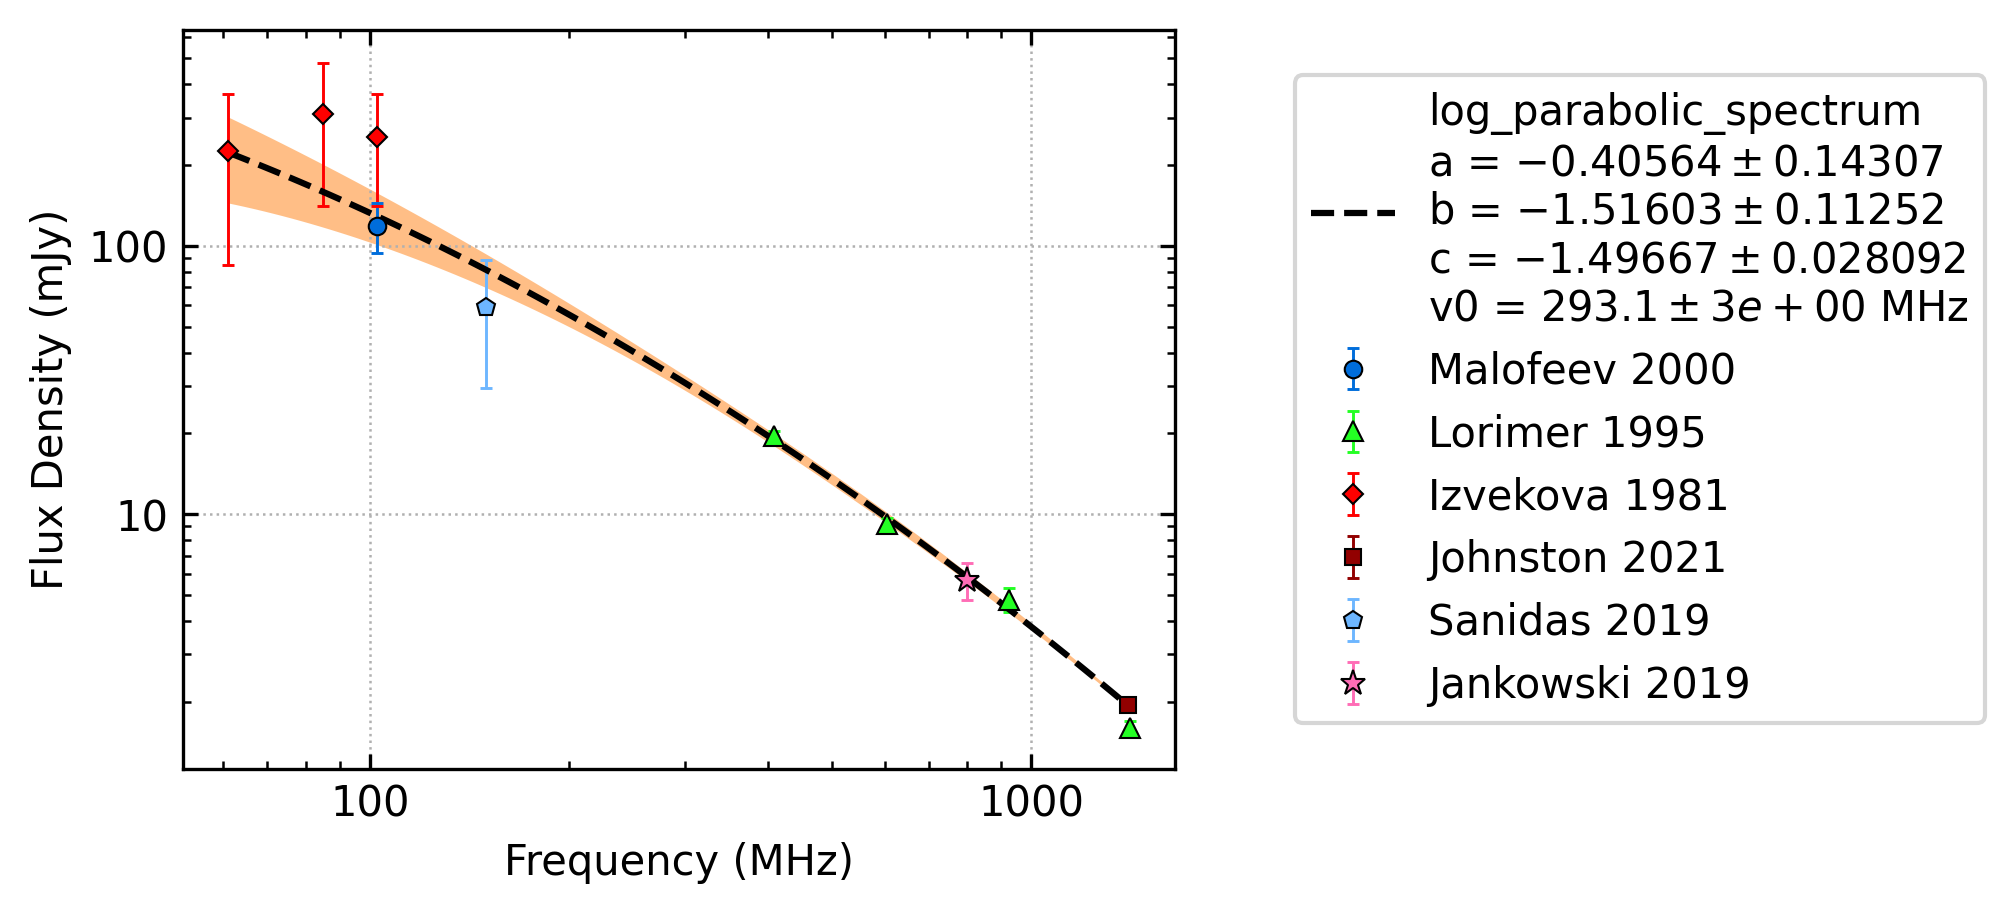 Flux Density (mJy)
100
10
100
1000
Frequency (MHz)
log_parabolic_spectrum
a = −0.40564 ± 0.14307
b = −1.51603 ± 0.11252
c = −1.49667 ± 0.028092
v0 = 293.1 ± 3e + 00 MHz
Malofeev 2000
Lorimer 1995
Izvekova 1981
Johnston 2021
Sanidas 2019
Jankowski 2019